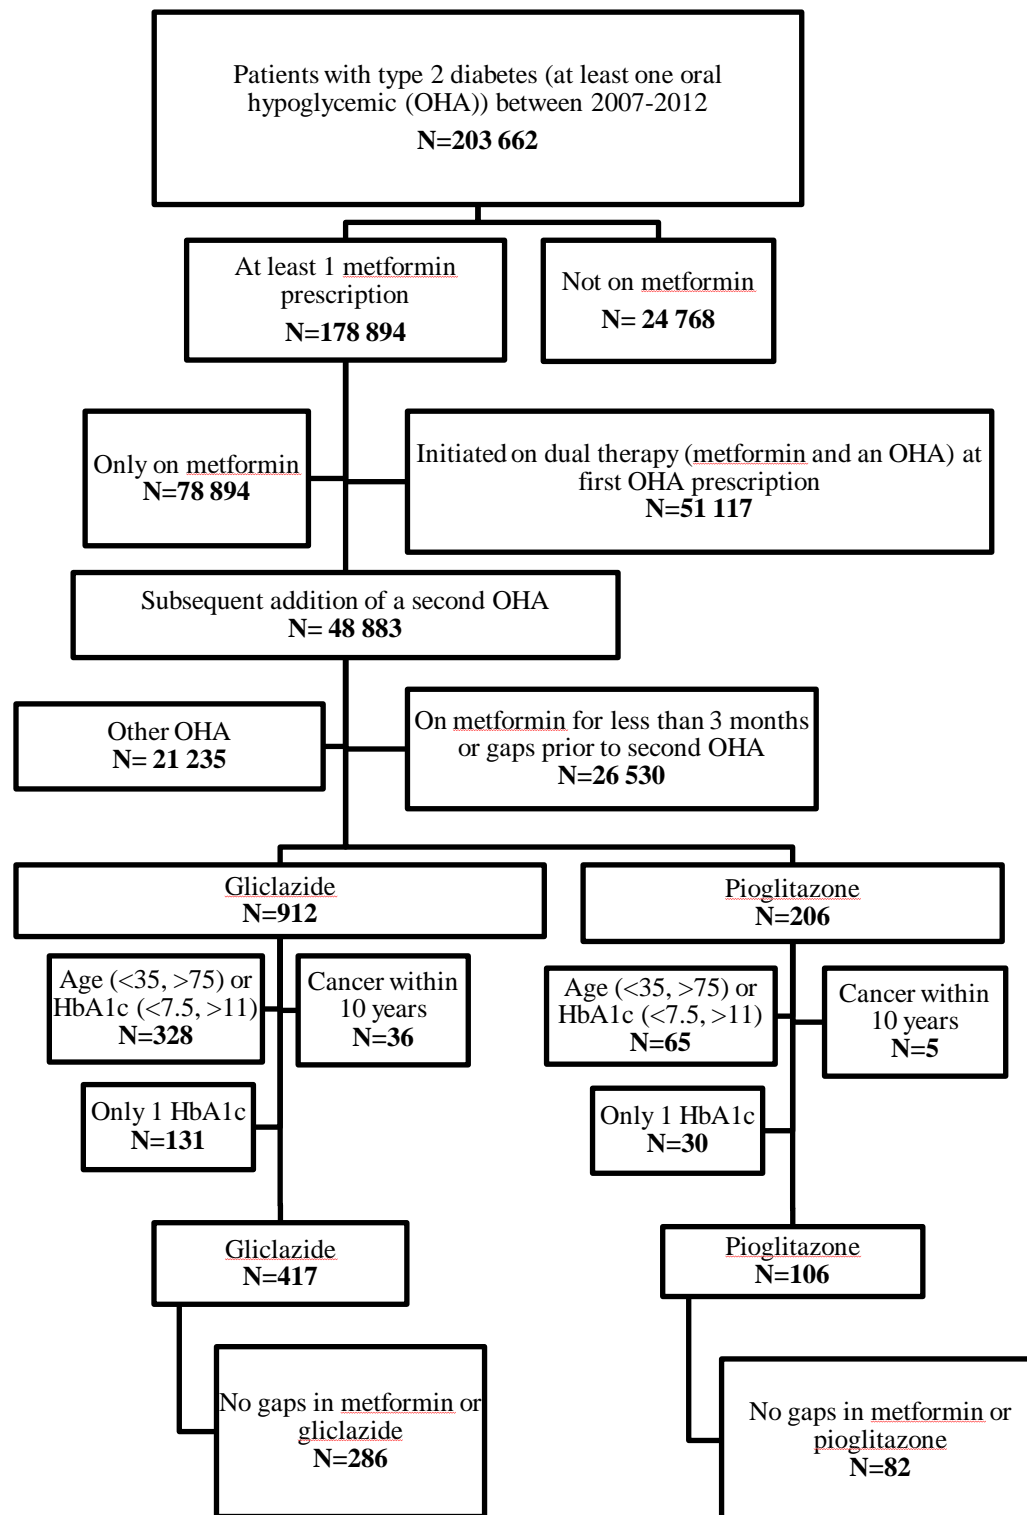 Patients with type 2 diabetes (at least one oral
hypoglycemic (OHA)) between 2007-2012
N=203 662
At least 1 metformin
prescription
N=178 894
Not on metformin
N= 24 768
Only on metformin
N=78 894
Initiated on dual therapy (metformin and an OHA) at
first OHA prescription
N=51 117
Subsequent addition of a second OHA
N= 48 883
Other OHA
N= 21 235
On metformin for less than 3 months
or gaps prior to second OHA
N=26 530
Gliclazide
N=912
Pioglitazone
N=206
Age (<35, >75) or
HbA1c (<7.5, >11)
N=328
Cancer within
10 years
N=36
Age (<35, >75) or
HbA1c (<7.5, >11)
N=65
Cancer within
10 years
N=5
Only 1 HbA1c
N=131
Only 1 HbA1c
N=30
Gliclazide
N=417
Pioglitazone
N=106
No gaps in metformin or
gliclazide
N=286
No gaps in metformin or
pioglitazone
N=82